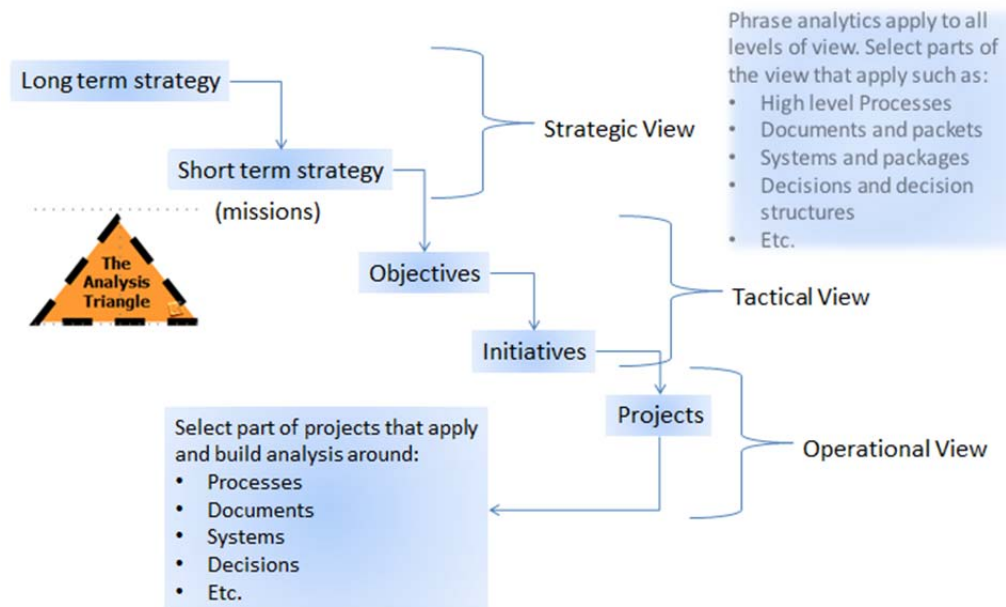 Phrase analytics apply to all
levels of view. Select parts of
the view that apply such as:
• High level Processes
• Documents and packets
• Systems and packages
• Decisions and decision
structures
• Etc.
Long term strategy
Strategic View
Short term strategy
(missions)
The
Analysis
Triangle
Objectives
Tactical View
Initiatives
Projects
Operational View
Select part of projects that apply
and build analysis around:
• Processes
• Documents
• Systems
• Decisions
• Etc.